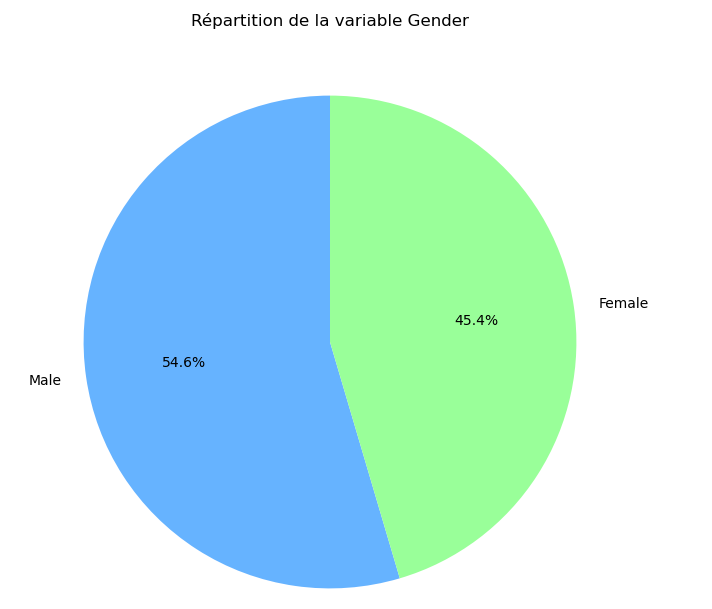 Répartition de la variable Gender
Female
45.4%
54.6%
Male